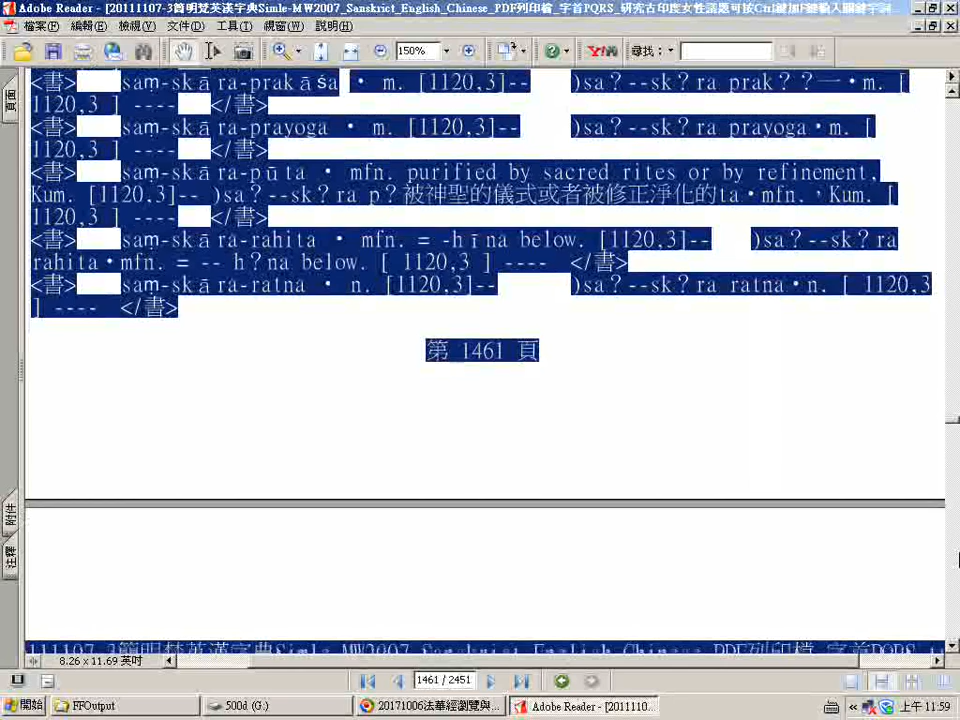 Adobe Reader - [20111107-3簡明梵英漢字典Simle-MW2007_Sanskrict_English_Chinese_PDF列印檔_字首PQRS_研究古印度女性議題可按Ctrl鍵加F鍵輸入關鍵字詞
檔案(F) 編輯(E) 檢視(V) 文件(D) 工具(T) 視窗(W) 說明(H)
150% Y! 尋找:
頁面
<書> saṃ-skāra-prakāśa • m. [1120,3]-- )sa?--sk?ra prak??一•m. [
1120,3 ] ---- </書>
<書> saṃ-skāra-prayoga • m. [1120,3]-- )sa?--sk?ra prayoga•m. [
1120,3 ] ---- </書>
<書> saṃ-skāra-pūta • mfn. purified by sacred rites or by refinement,
Kum. [1120,3]-- )sa?--sk?ra p?被神聖的儀式或者被修正淨化的ta•mfn.，Kum. [
1120,3 ] ---- </書>
<書> saṃ-skāra-rahita • mfn. = -hīna below. [1120,3]-- )sa?--sk?ra
rahita•mfn. = -- h?na below. [ 1120,3 ] ---- </書>
<書> saṃ-skāra-ratna • n. [1120,3]-- )sa?--sk?ra ratna•n. [ 1120,3
] ---- </書>
第 1461 頁
附件
注釋
8.26 x 11.69 英吋
1461 / 2451
開始 FFOutput 500d (G:) 20171006法華經瀏覽與... Adobe Reader - [2011110... 上午 11:59